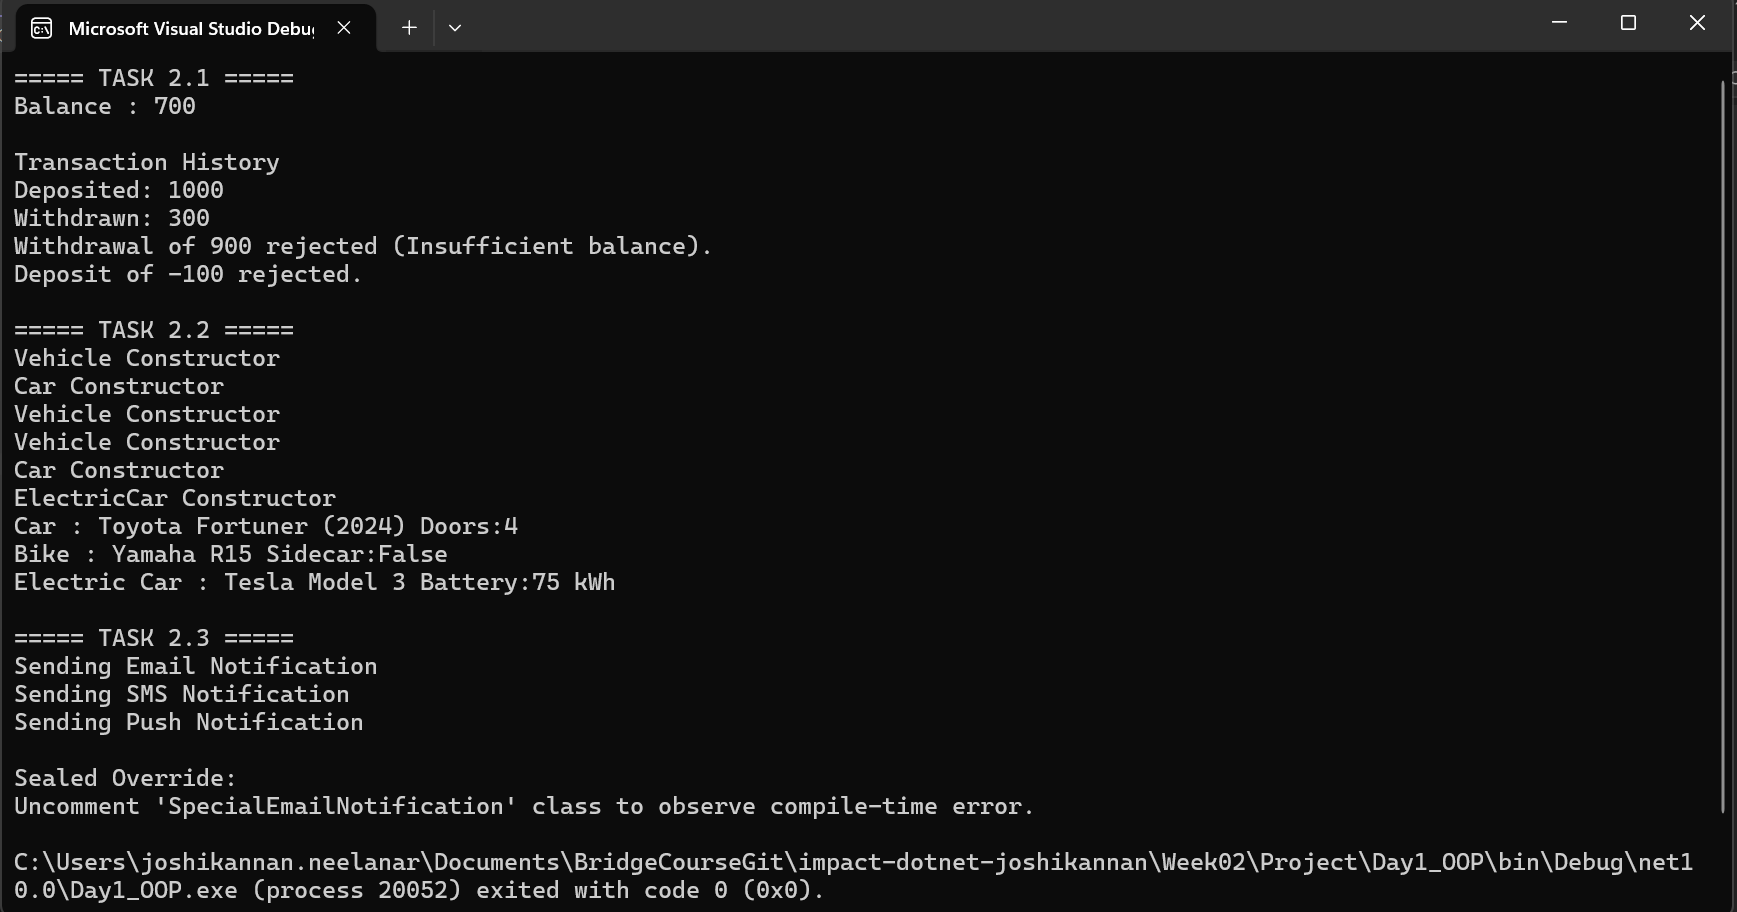 Microsoft Visual Studio Debu
===== TASK 2.1 =====
Balance : 700
Transaction History
Deposited: 1000
Withdrawn: 300
Withdrawal of 900 rejected (Insufficient balance).
Deposit of -100 rejected.
===== TASK 2.2 =====
Vehicle Constructor
Car Constructor
Vehicle Constructor
Vehicle Constructor
Car Constructor
ElectricCar Constructor
Car : Toyota Fortuner (2024) Doors:4
Bike : Yamaha R15 Sidecar:False
Electric Car : Tesla Model 3 Battery:75 kWh
===== TASK 2.3 =====
Sending Email Notification
Sending SMS Notification
Sending Push Notification
Sealed Override:
Uncomment 'SpecialEmailNotification' class to observe compile-time error.
C:\Users\joshikannan.neelanar\Documents\BridgeCourseGit\impact-dotnet-joshikannan\Week02\Project\Day1_OOP\bin\Debug\net1
0.0\Day1_OOP.exe (process 20052) exited with code 0 (0x0).